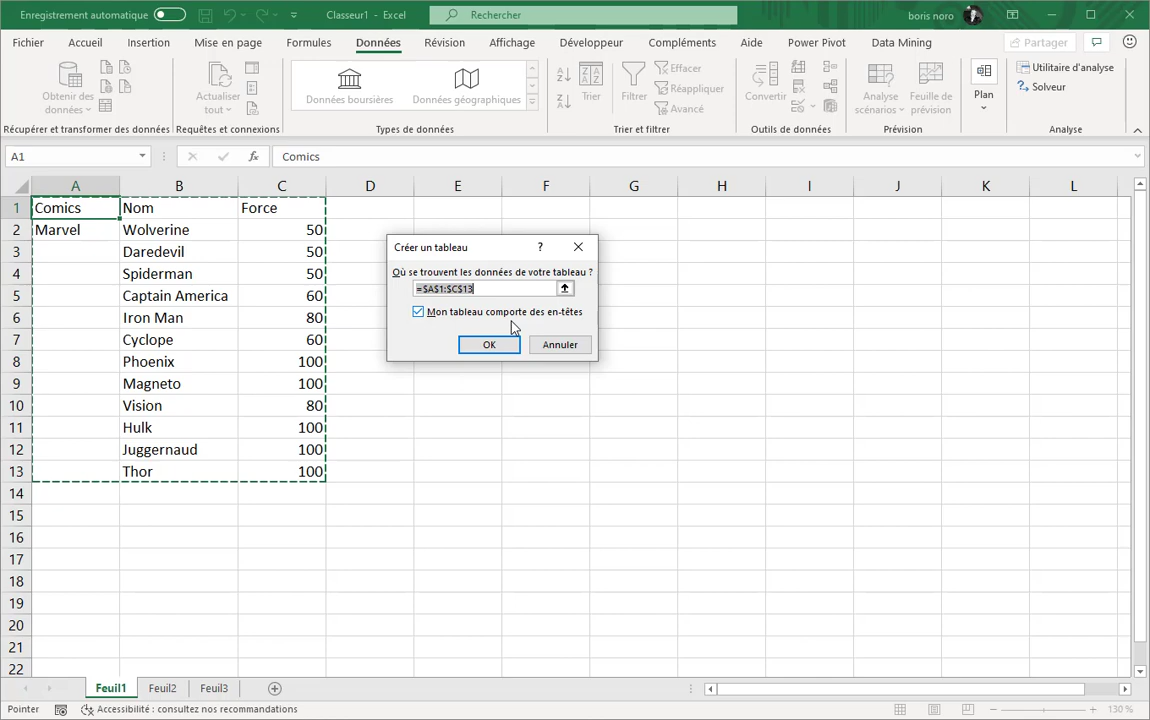 Enregistrement automatique
Classeur1 - Excel
Rechercher
boris noro
Fichier Accueil Insertion Mise en page Formules Données Révision Affichage Développeur Compléments Aide Power Pivot Data Mining Partager
Obtenir des données
Actualiser tout
Données boursières
Données géographiques
Trier
Filtrer
Effacer
Réappliquer
Avancé
Convertir
Analyse scénarios
Feuille de prévision
Plan
Utilitaire d'analyse
Solveur
Récupérer et transformer des données Requêtes et connexions Types de données Trier et filtrer Outils de données Prévision Analyse
A1 fx Comics
A B C D E F G H I J K L
1 Comics Nom Force
2 Marvel Wolverine 50
3 Daredevil 50
4 Spiderman 50
5 Captain America 60
6 Iron Man 80
7 Cyclope 60
8 Phoenix 100
9 Magneto 100
10 Vision 80
11 Hulk 100
12 Juggernaud 100
13 Thor 100
14
15
16
17
18
19
20
21
22
Créer un tableau ?
Où se trouvent les données de votre tableau ?
=$A$1:$C$13
Mon tableau comporte des en-têtes
OK Annuler
Feuil1 Feuil2 Feuil3
Pointer Accessibilité : consultez nos recommandations 130 %